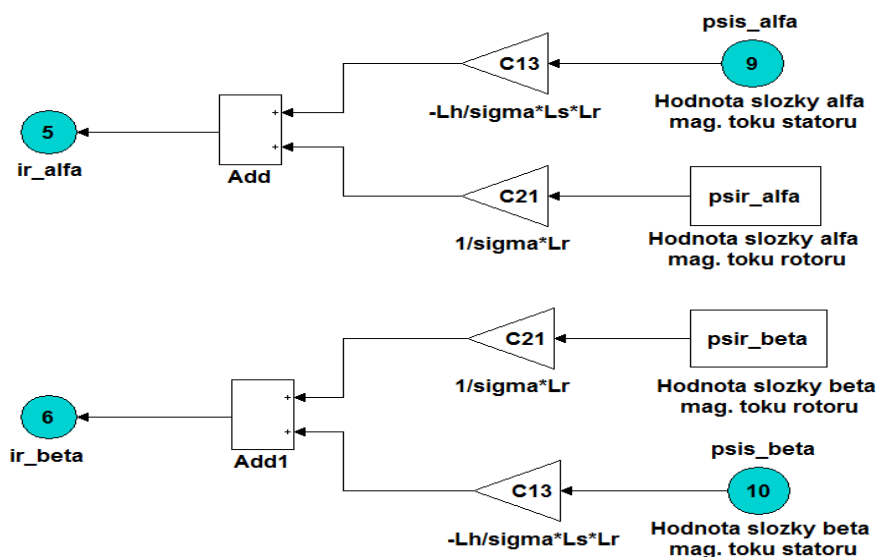 psis_alfa
C13
9
-Lh/sigma*Ls*Lr
Hodnota slozky alfa
mag. toku statoru
5
+
+
ir_alfa
Add
C21
psir_alfa
1/sigma*Lr
Hodnota slozky alfa
mag. toku rotoru
C21
psir_beta
1/sigma*Lr
Hodnota slozky beta
mag. toku rotoru
6
+
+
ir_beta
Add1
psis_beta
C13
10
-Lh/sigma*Ls*Lr
Hodnota slozky beta
mag. toku statoru